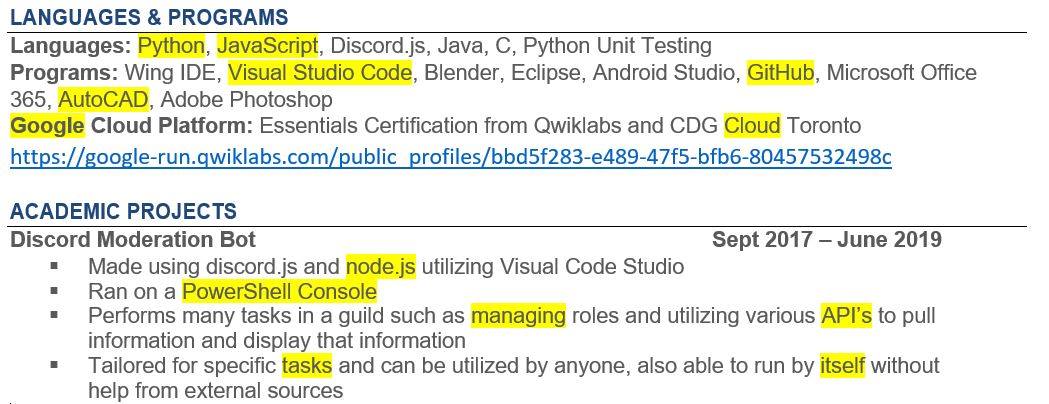 LANGUAGES & PROGRAMS
Languages: Python, JavaScript, Discord.js, Java, C, Python Unit Testing
Programs: Wing IDE, Visual Studio Code, Blender, Eclipse, Android Studio, GitHub, Microsoft Office
365, AutoCAD, Adobe Photoshop
Google Cloud Platform: Essentials Certification from Qwiklabs and CDG Cloud Toronto
https://google-run.qwiklabs.com/public_profiles/bbd5f283-e489-47f5-bfb6-80457532498c
ACADEMIC PROJECTS
Discord Moderation Bot Sept 2017 – June 2019
▪ Made using discord.js and node.js utilizing Visual Code Studio
▪ Ran on a PowerShell Console
▪ Performs many tasks in a guild such as managing roles and utilizing various API's to pull
information and display that information
▪ Tailored for specific tasks and can be utilized by anyone, also able to run by itself without
help from external sources